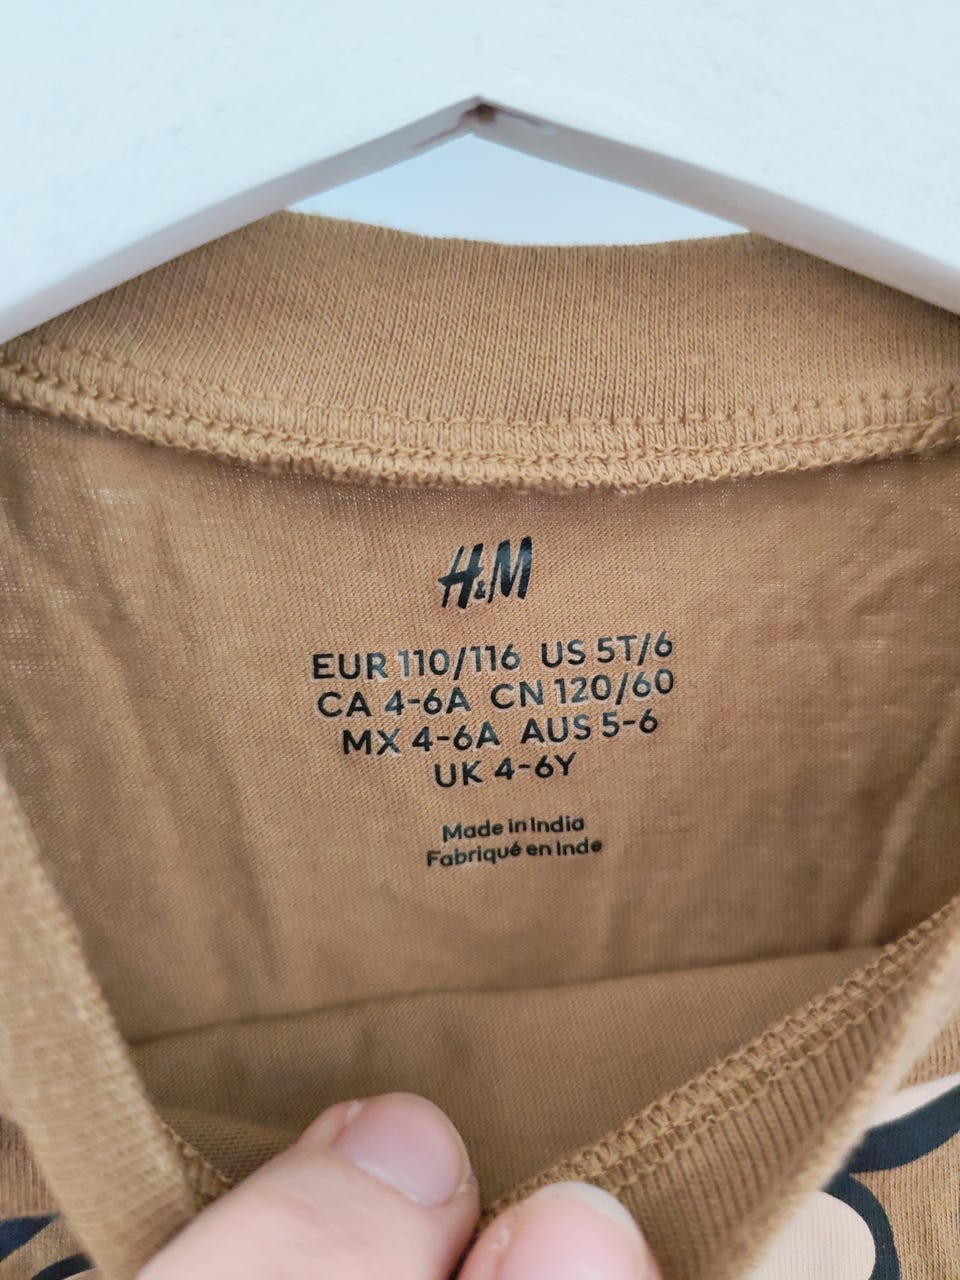 H&M
EUR 110/116 US 5T/6
CA 4-6A CN 120/60
MX 4-6A AUS 5-6
UK 4-6Y
Made in India
Fabriqué en Inde